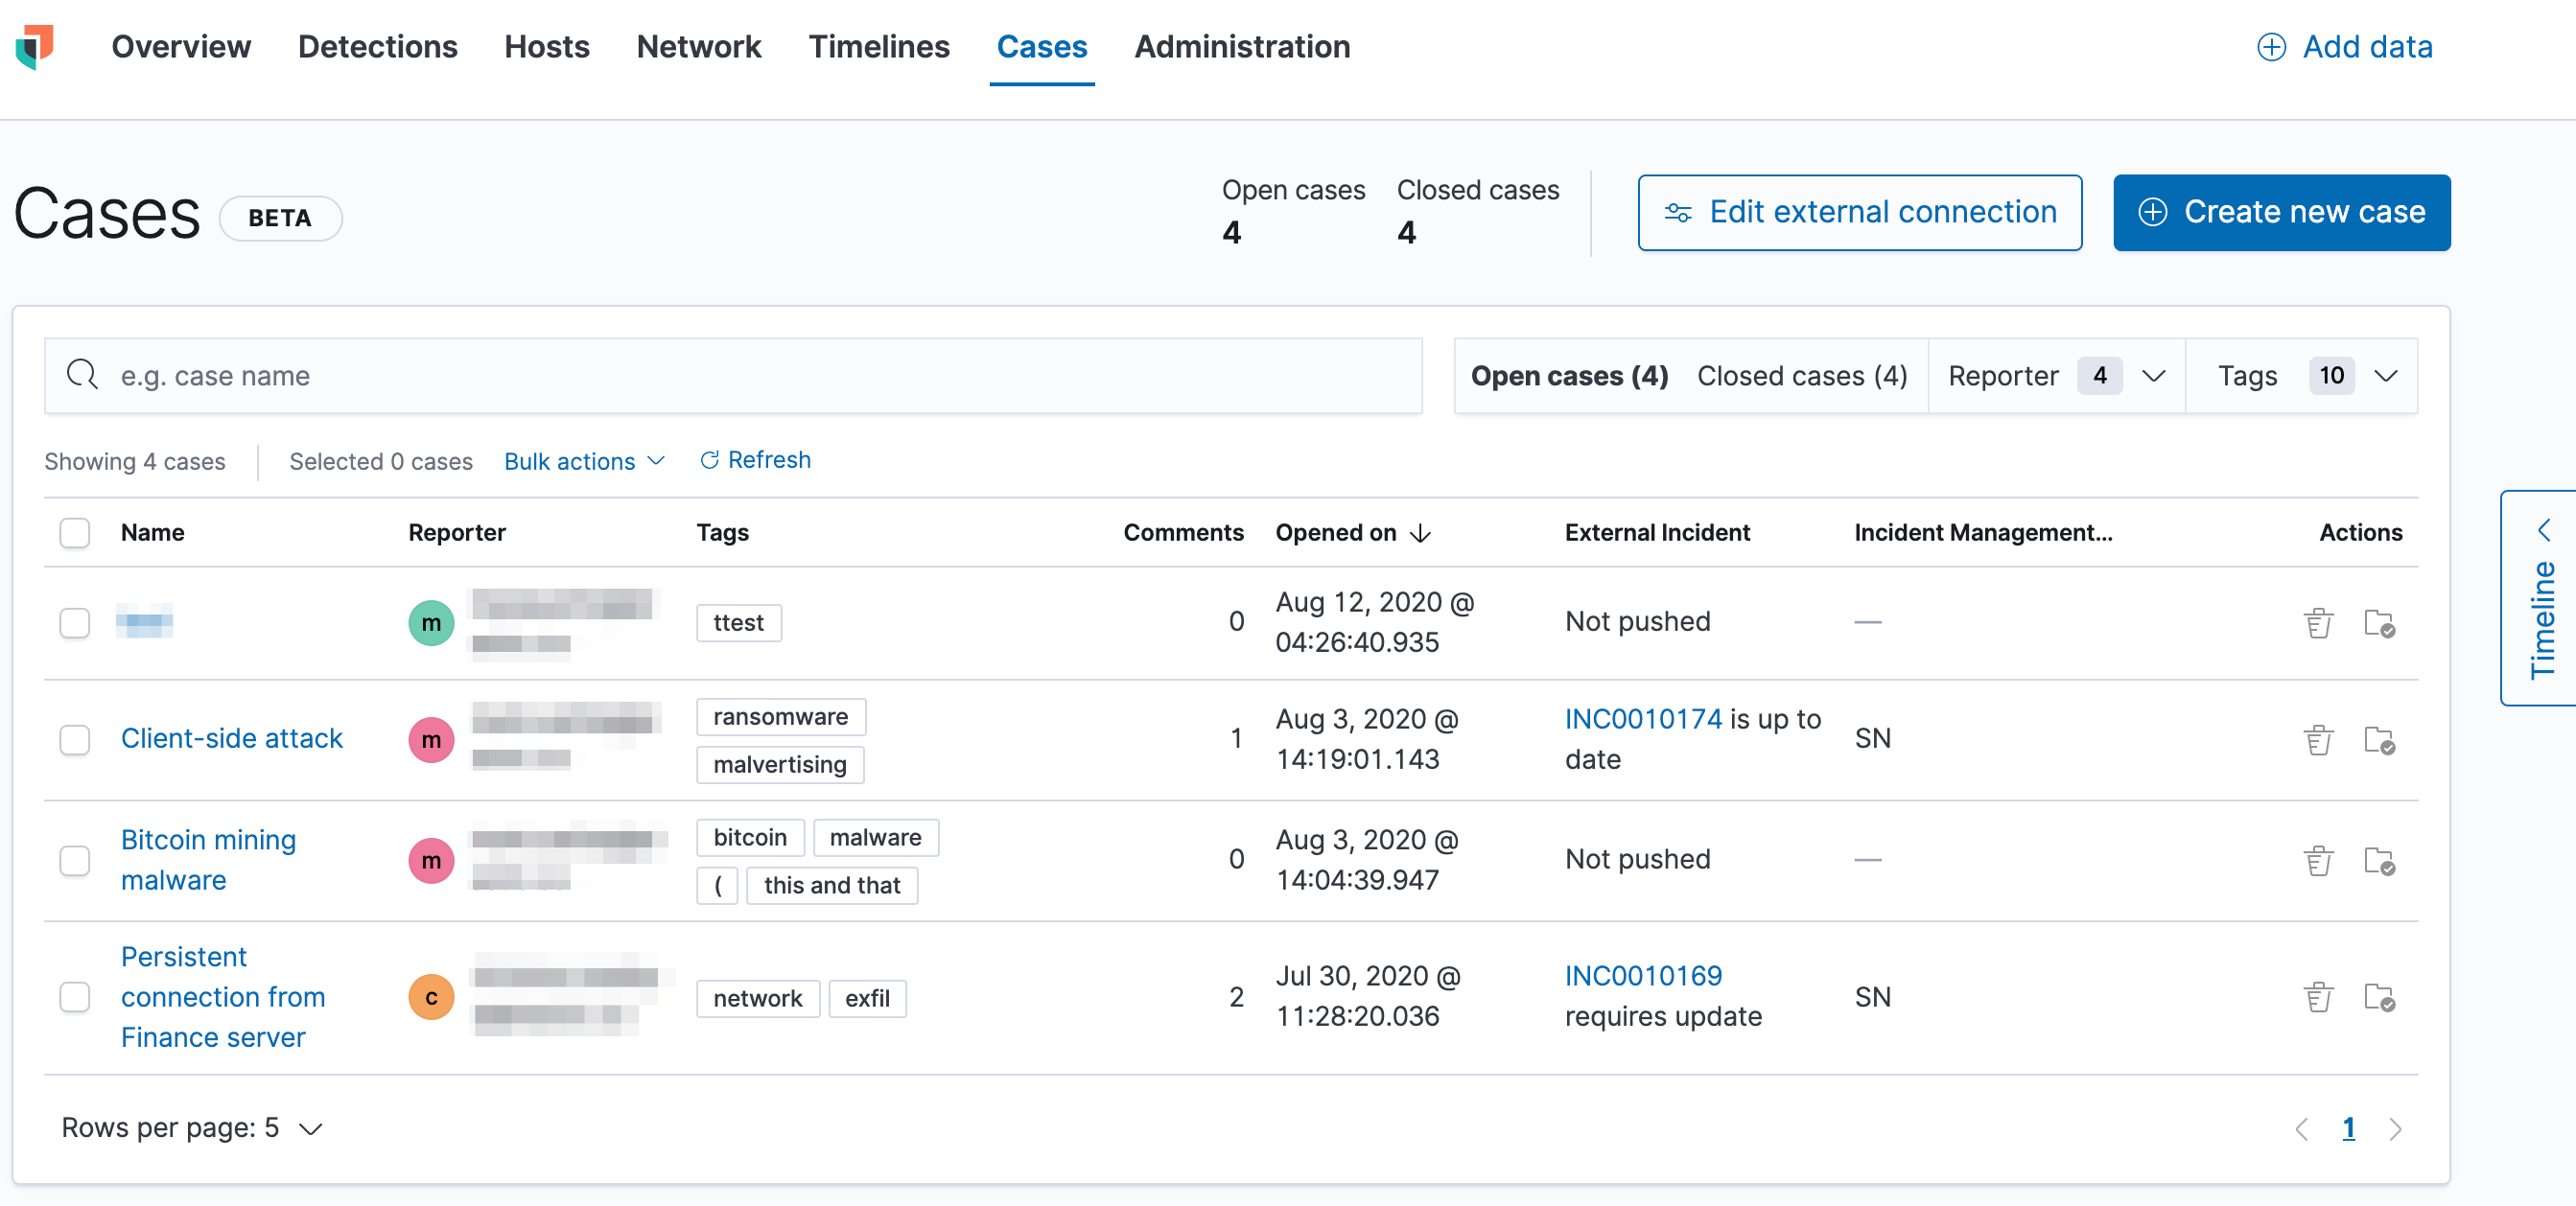 Overview Detections Hosts Network Timelines Cases Administration Add data
Cases BETA
Open cases Closed cases
4 4
Edit external connection Create new case
e.g. case name
Open cases (4) Closed cases (4) Reporter 4 Tags 10
Showing 4 cases Selected 0 cases Bulk actions Refresh
Name Reporter Tags Comments Opened on External Incident Incident Management... Actions
m ttest 0 Aug 12, 2020 @
04:26:40.935
Not pushed —
Client-side attack m ransomware
malvertising
1 Aug 3, 2020 @
14:19:01.143
INC0010174 is up to
date
SN
Bitcoin mining
malware
m bitcoin malware
( this and that
0 Aug 3, 2020 @
14:04:39.947
Not pushed —
Persistent
connection from
Finance server
c network exfil 2 Jul 30, 2020 @
11:28:20.036
INC0010169
requires update
SN
Rows per page: 5 1
Timeline